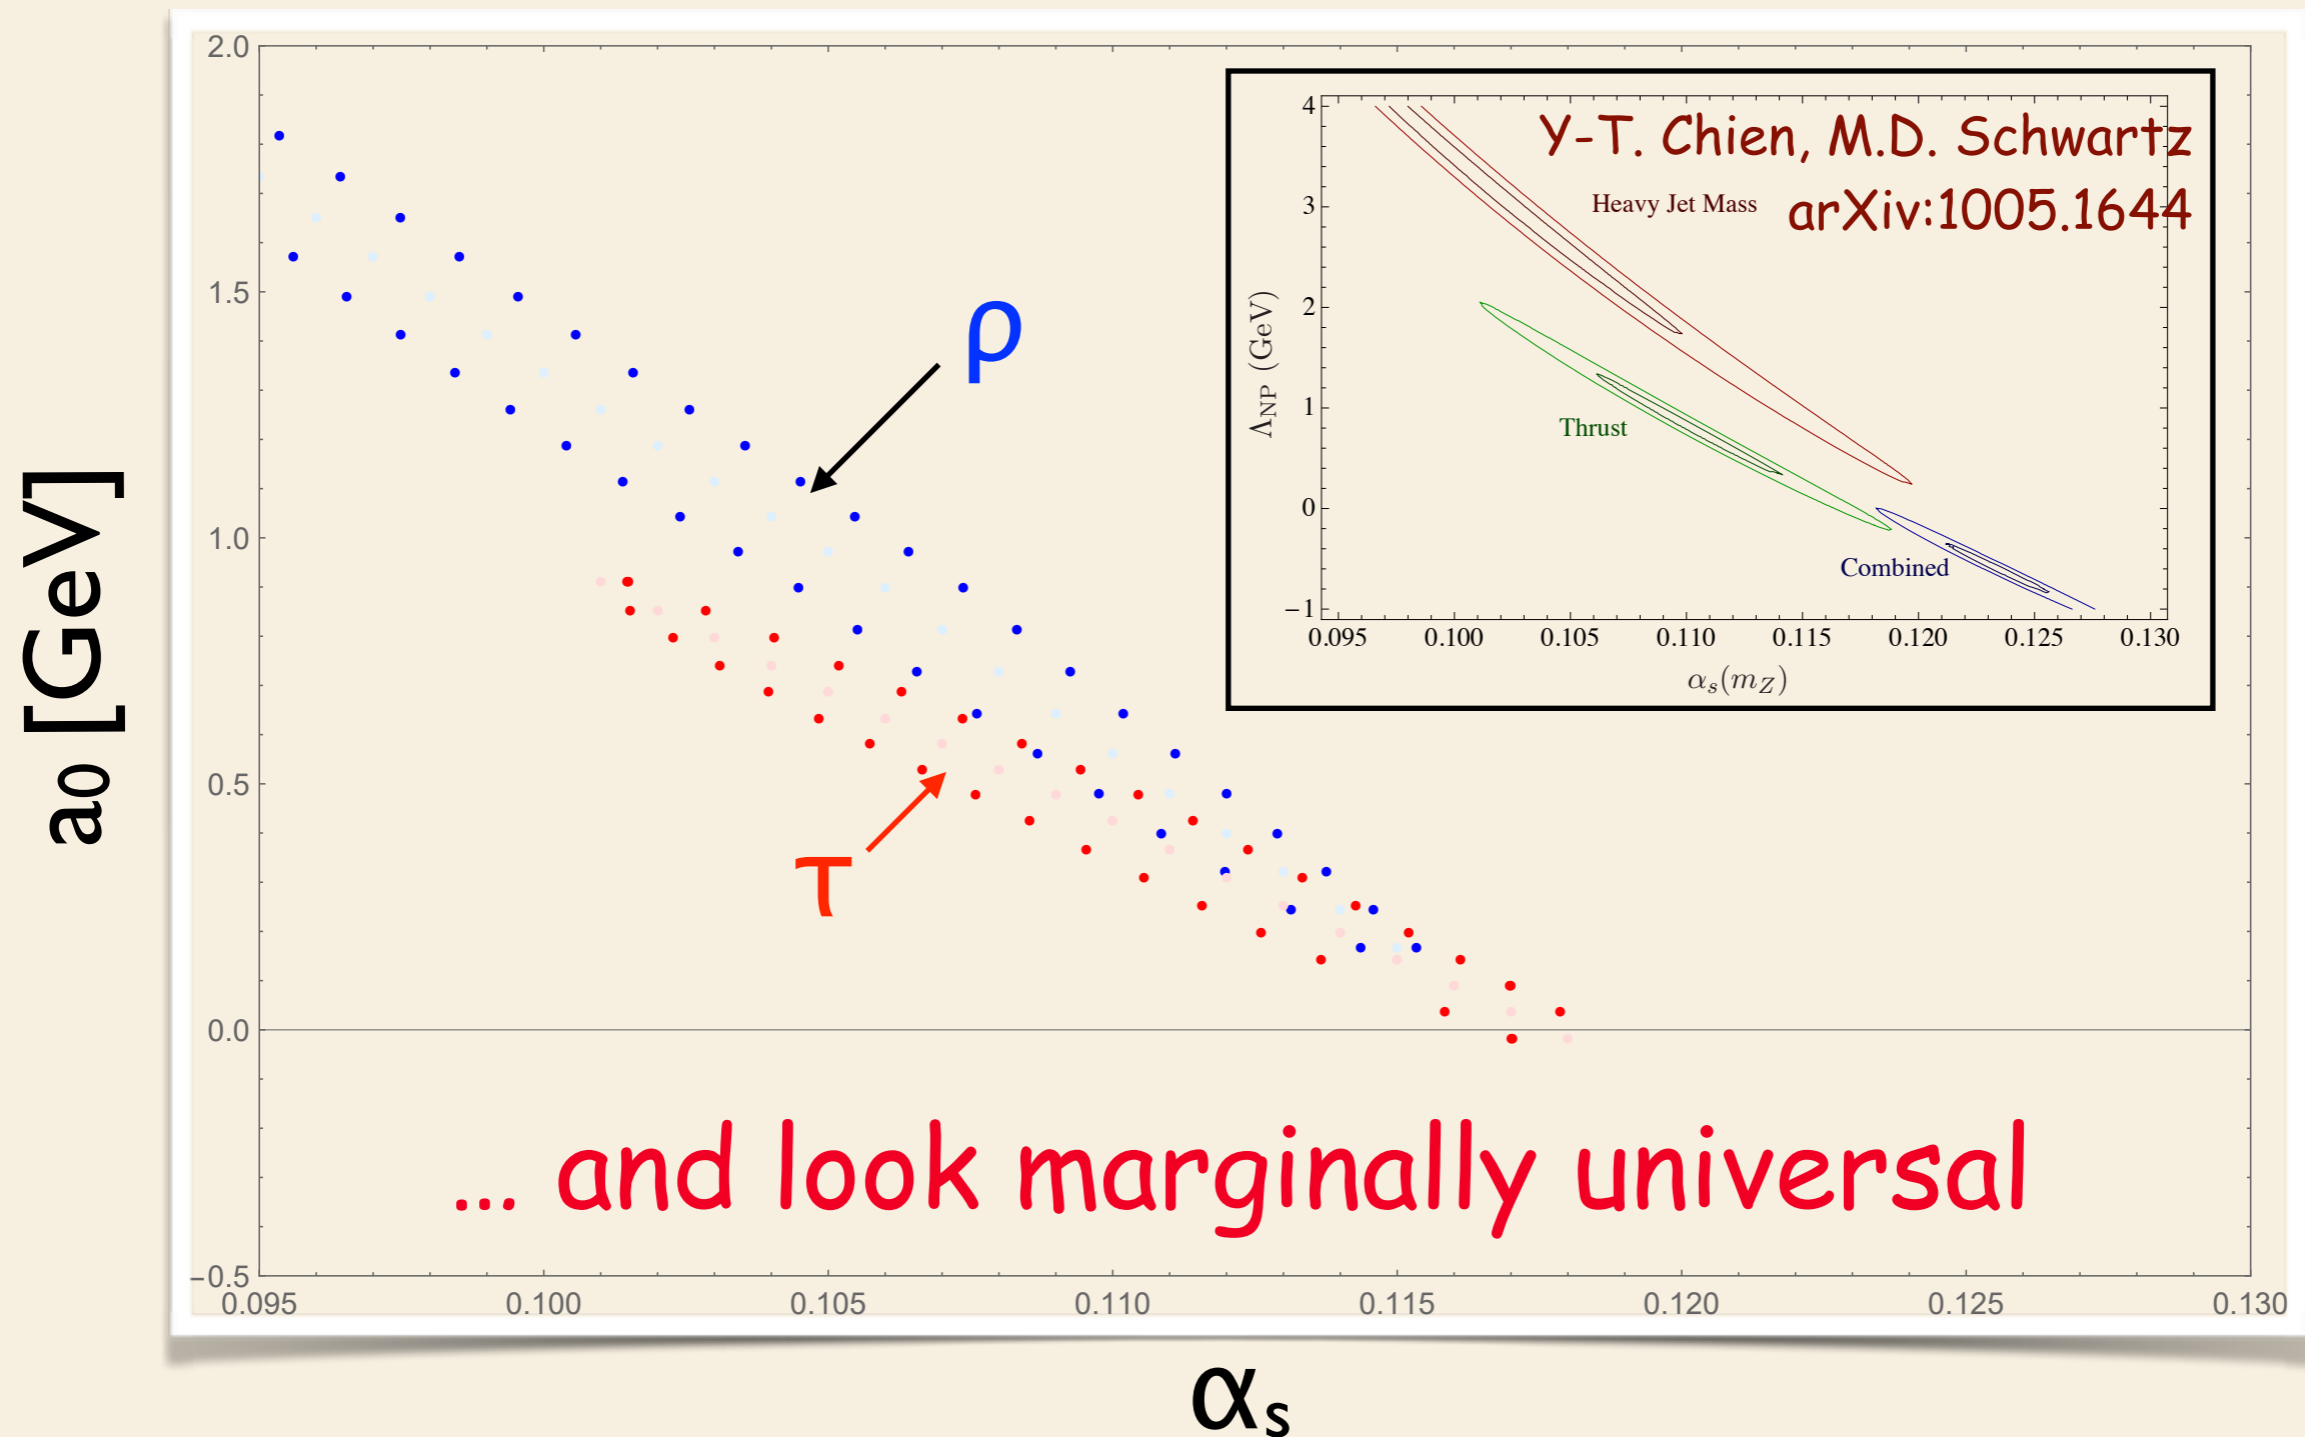 2.0
1.5
1.0
0.5
0.0
−0.5
0.095
0.100
0.105
0.110
0.115
0.120
0.125
0.130
a₀ [GeV]
αₛ
ρ
τ
Y-T. Chien, M.D. Schwartz
arXiv:1005.1644
Heavy Jet Mass
Thrust
Combined
4
3
2
1
0
−1
Λ_NP (GeV)
0.095
0.100
0.105
0.110
0.115
0.120
0.125
0.130
αₛ(m_Z)
... and look marginally universal